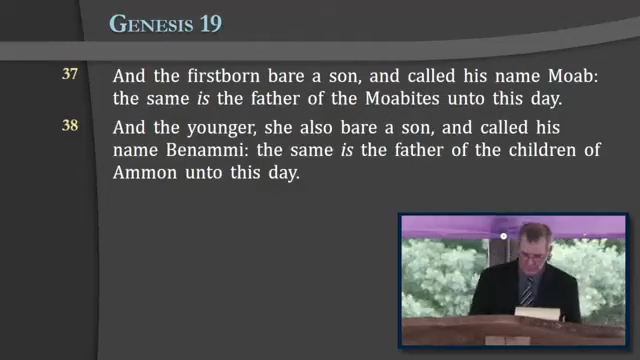 GENESIS 19
37 And the firstborn bare a son, and called his name Moab:
the same is the father of the Moabites unto this day.
38 And the younger, she also bare a son, and called his
name Benammi: the same is the father of the children of
Ammon unto this day.